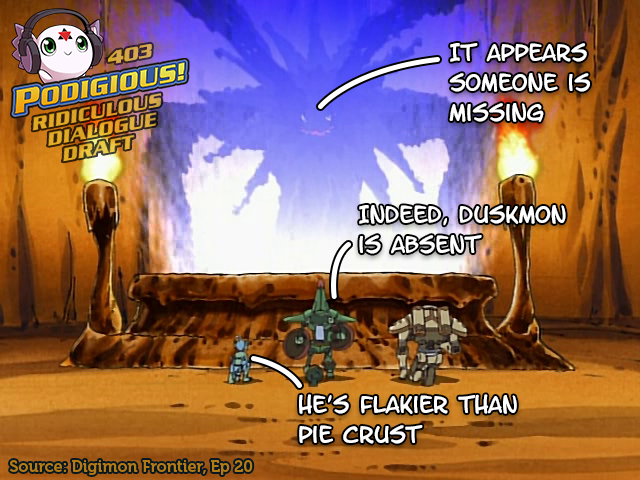 403
PODIGIOUS!
RIDICULOUS
DIALOGUE
DRAFT
IT APPEARS
SOMEONE IS
MISSING
INDEED, DUSKMON
IS ABSENT
HE'S FLAKIER THAN
PIE CRUST
Source: Digimon Frontier, Ep 20